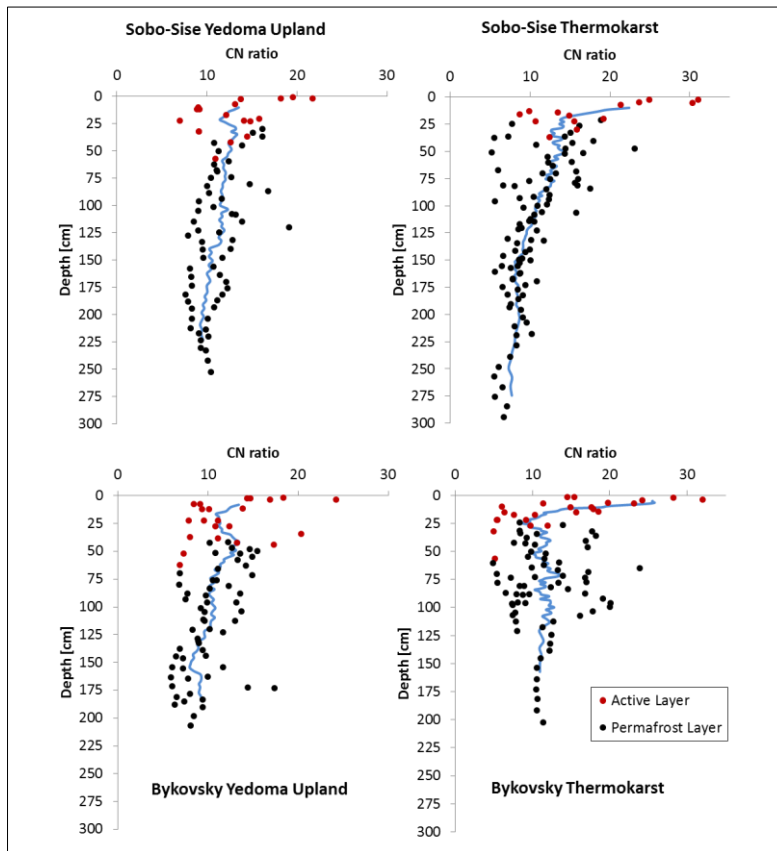 Sobo-Sise Yedoma Upland
CN ratio
0 10 20 30
0
25
50
75
100
125
150
175
200
225
250
275
300
Depth [cm]
Sobo-Sise Thermokarst
CN ratio
0 10 20 30
0
25
50
75
100
125
150
175
200
225
250
275
300
Depth [cm]
CN ratio
0 10 20 30
0
25
50
75
100
125
150
175
200
225
250
275
300
Depth [cm]
Bykovsky Yedoma Upland
CN ratio
0 10 20 30
0
25
50
75
100
125
150
175
200
225
250
275
300
Depth [cm]
Active Layer
Permafrost Layer
Bykovsky Thermokarst